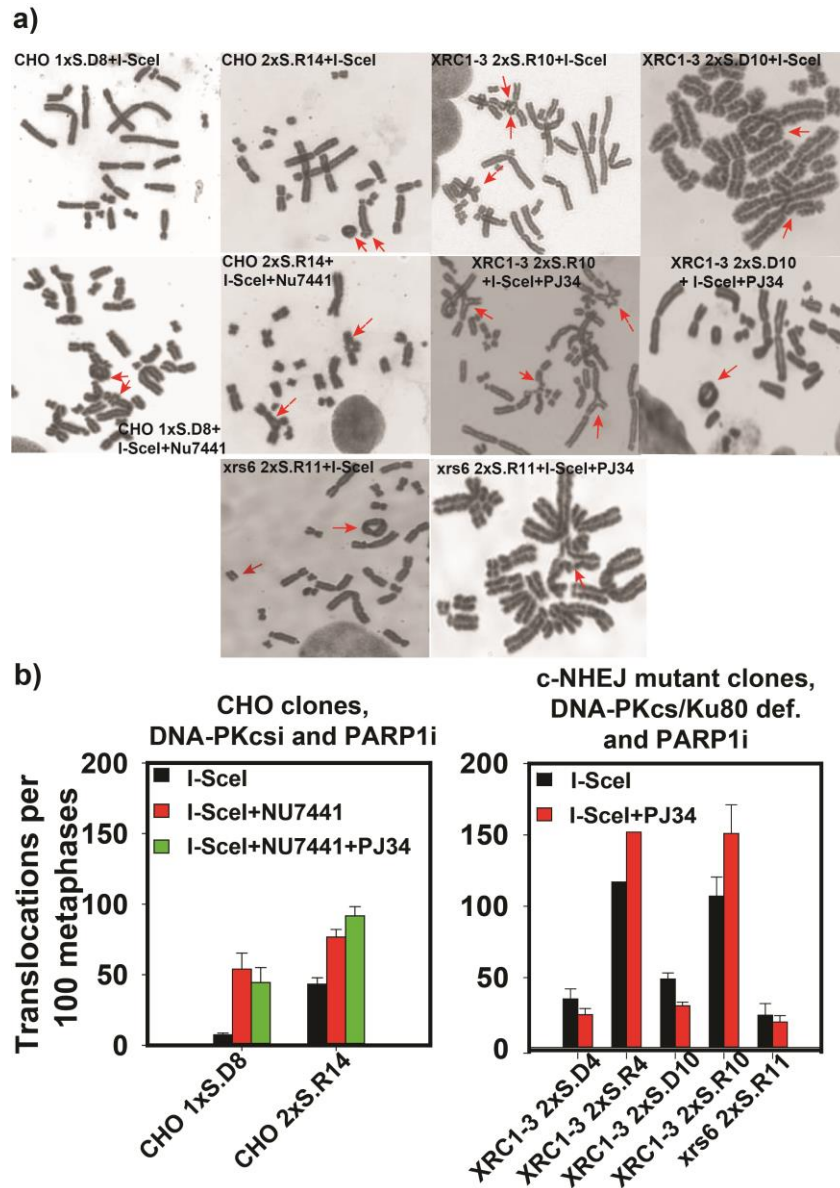 a)
CHO 1xS.D8+I-SceI
CHO 2xS.R14+I-SceI
XRC1-3 2xS.R10+I-SceI
XRC1-3 2xS.D10+I-SceI
CHO 1xS.D8+
I-SceI+Nu7441
CHO 2xS.R14+
I-SceI+Nu7441
XRC1-3 2xS.R10
+I-SceI+PJ34
XRC1-3 2xS.D10
+ I-SceI+PJ34
xrs6 2xS.R11+I-SceI
xrs6 2xS.R11+I-SceI+PJ34
b)
CHO clones,
DNA-PKcsi and PARP1i
Translocations per
100 metaphases
200
150
100
50
0
I-SceI
I-SceI+NU7441
I-SceI+NU7441+PJ34
CHO 1xS.D8
CHO 2xS.R14
c-NHEJ mutant clones,
DNA-PKcs/Ku80 def.
and PARP1i
200
150
100
50
0
I-SceI
I-SceI+PJ34
XRC1-3 2xS.D4
XRC1-3 2xS.R4
XRC1-3 2xS.D10
XRC1-3 2xS.R10
xrs6 2xS.R11